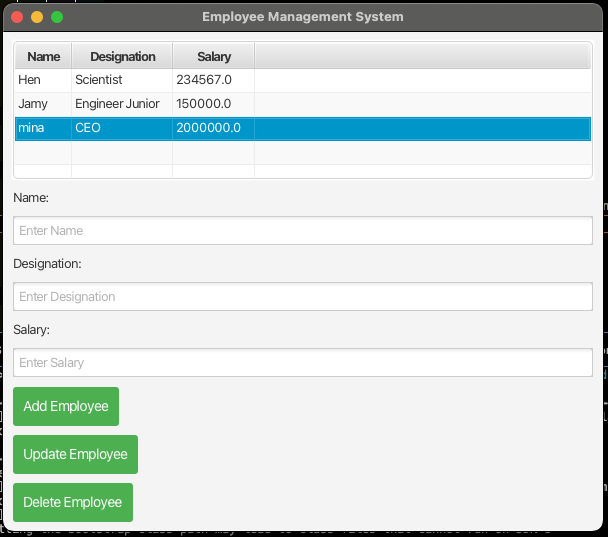 Employee Management System
Name Designation Salary
Hen Scientist 234567.0
Jamy Engineer Junior 150000.0
mina CEO 2000000.0
Name:
Enter Name
Designation:
Enter Designation
Salary:
Enter Salary
Add Employee
Update Employee
Delete Employee